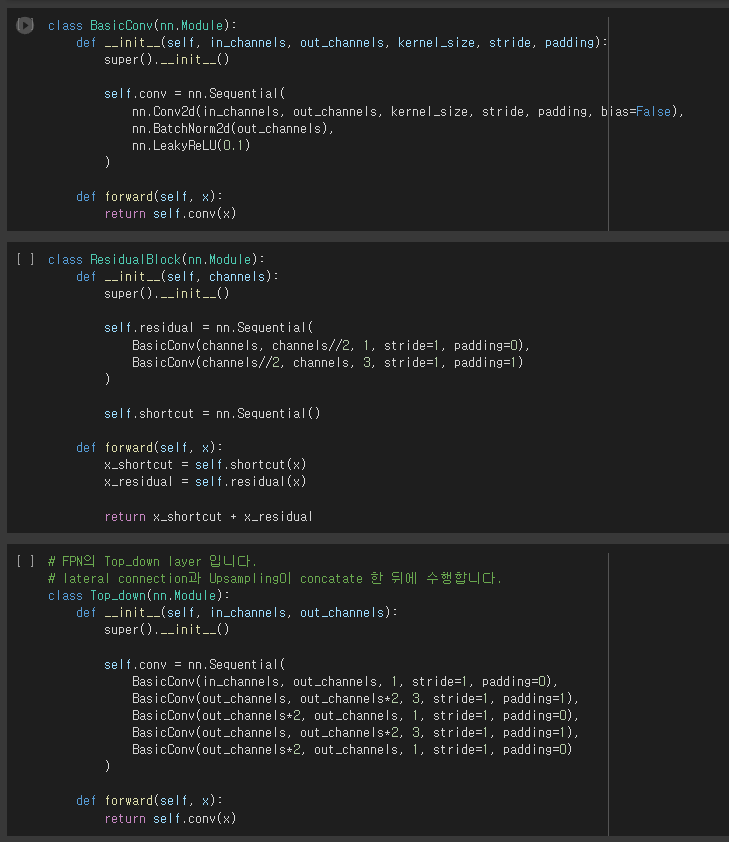 class BasicConv(nn.Module):
    def __init__(self, in_channels, out_channels, kernel_size, stride, padding):
        super().__init__()

        self.conv = nn.Sequential(
            nn.Conv2d(in_channels, out_channels, kernel_size, stride, padding, bias=False),
            nn.BatchNorm2d(out_channels),
            nn.LeakyReLU(0.1)
        )

    def forward(self, x):
        return self.conv(x)

[ ] class ResidualBlock(nn.Module):
    def __init__(self, channels):
        super().__init__()

        self.residual = nn.Sequential(
            BasicConv(channels, channels//2, 1, stride=1, padding=0),
            BasicConv(channels//2, channels, 3, stride=1, padding=1)
        )

        self.shortcut = nn.Sequential()

    def forward(self, x):
        x_shortcut = self.shortcut(x)
        x_residual = self.residual(x)

        return x_shortcut + x_residual

[ ] # FPN의 Top_down layer 입니다.
# lateral connection과 Upsampling이 concatate 한 뒤에 수행합니다.
class Top_down(nn.Module):
    def __init__(self, in_channels, out_channels):
        super().__init__()

        self.conv = nn.Sequential(
            BasicConv(in_channels, out_channels, 1, stride=1, padding=0),
            BasicConv(out_channels, out_channels*2, 3, stride=1, padding=1),
            BasicConv(out_channels*2, out_channels, 1, stride=1, padding=0),
            BasicConv(out_channels, out_channels*2, 3, stride=1, padding=1),
            BasicConv(out_channels*2, out_channels, 1, stride=1, padding=0)
        )

    def forward(self, x):
        return self.conv(x)